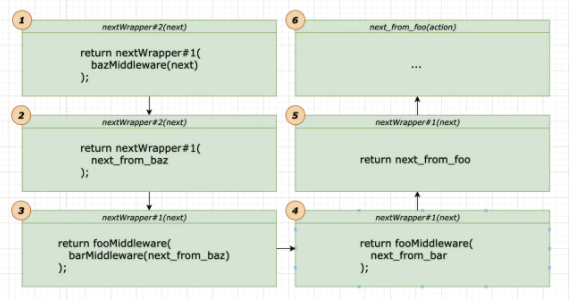 1
nextWrapper#2(next)
return nextWrapper#1(
bazMiddleware(next)
);
2
nextWrapper#2(next)
return nextWrapper#1(
next_from_baz
);
3
nextWrapper#1(next)
return fooMiddleware(
barMiddleware(next_from_baz)
);
4
nextWrapper#1(next)
return fooMiddleware(
next_from_bar
);
5
nextWrapper#1(next)
return next_from_foo
6
next_from_foo(action)
...